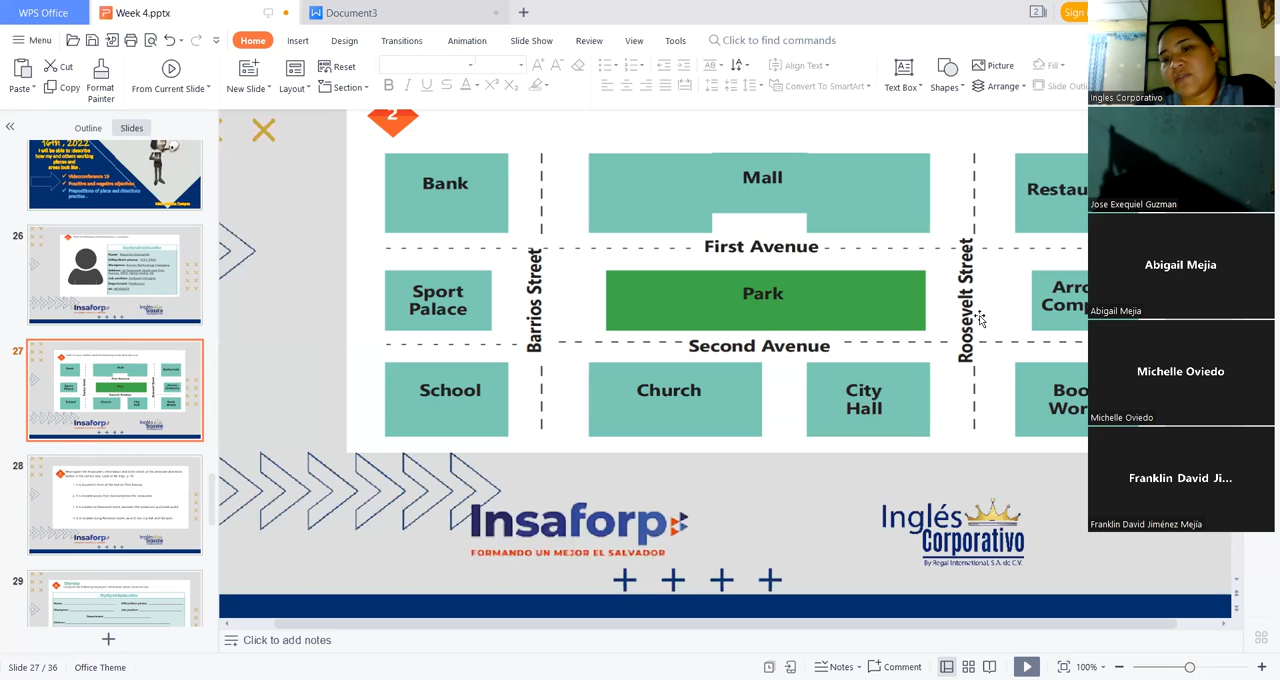 WPS Office
Week 4.pptx
Document3
2
Sign
Menu
Home
Insert
Design
Transitions
Animation
Slide Show
Review
View
Tools
Click to find commands
Paste
Cut
Copy
Format Painter
From Current Slide
New Slide
Layout
Reset
Section
Align Text
Convert To SmartArt
Text Box
Shapes
Picture
Arrange
Fill
Outline
Slides
16th, 2022
26
27
28
29
2
Bank
Mall
First Avenue
Sport
Palace
Barrios Street
Park
Roosevelt Street
Second Avenue
School
Church
City
Hall
Insaforp
FORMANDO UN MEJOR EL SALVADOR
Inglés
Corporativo
By Regal International, S.A. de C.V.
Ingles Corporativo
Jose Exequiel Guzman
Abigail Mejia
Abigail Mejia
Michelle Oviedo
Michelle Oviedo
Franklin David Ji...
Franklin David Jiménez Mejía
Click to add notes
Slide 27 / 36
Office Theme
Notes
Comment
100%